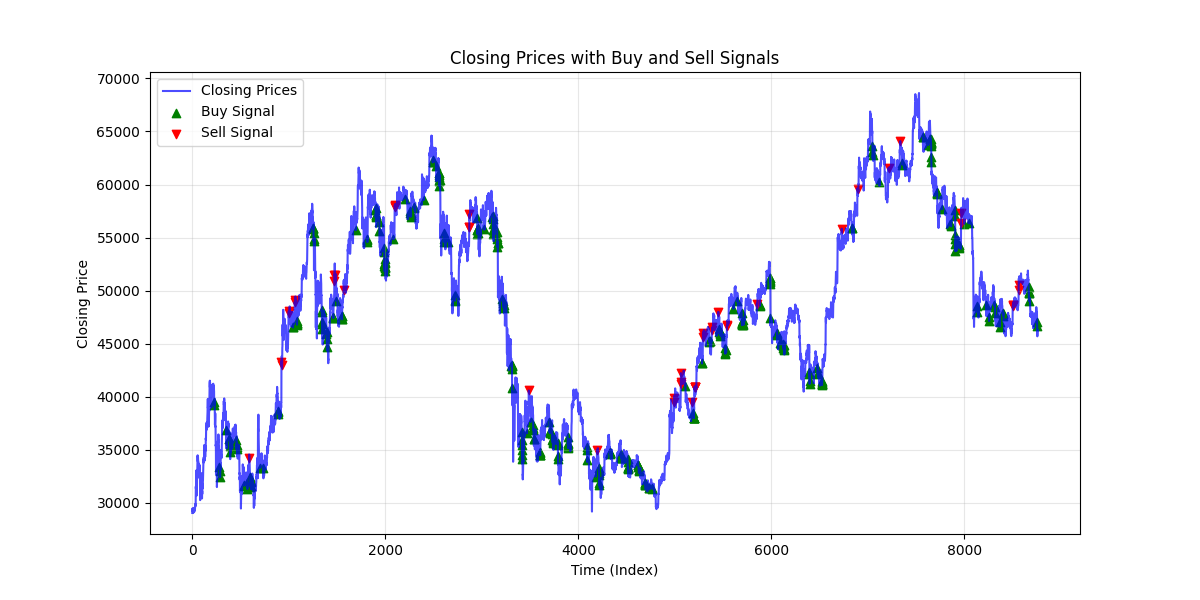 Closing Prices with Buy and Sell Signals
Closing Prices
Buy Signal
Sell Signal
Closing Price
70000
65000
60000
55000
50000
45000
40000
35000
30000
0 2000 4000 6000 8000
Time (Index)